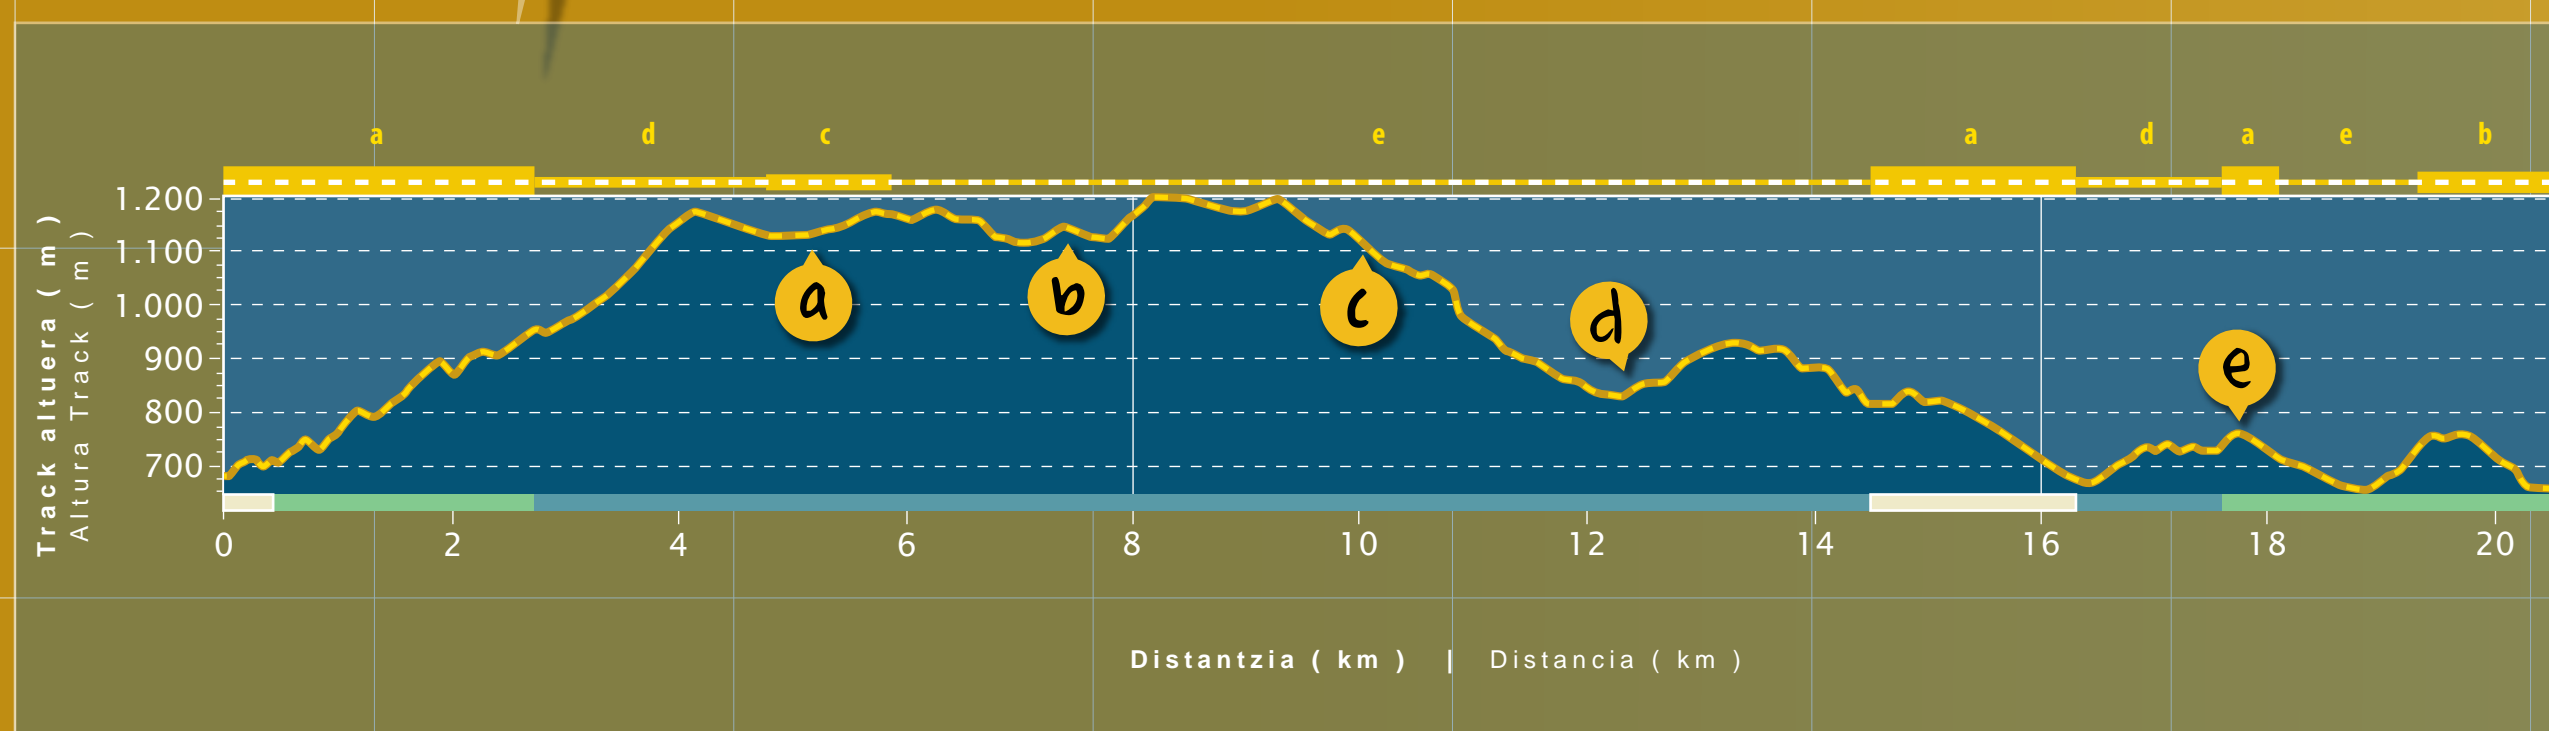 a d c e a d a e b
1.200
1.100
1.000
900
800
700
Track altuera ( m )
Altura Track ( m )
a
b
c
d
e
0 2 4 6 8 10 12 14 16 18 20
Distantzia ( km ) | Distancia ( km )